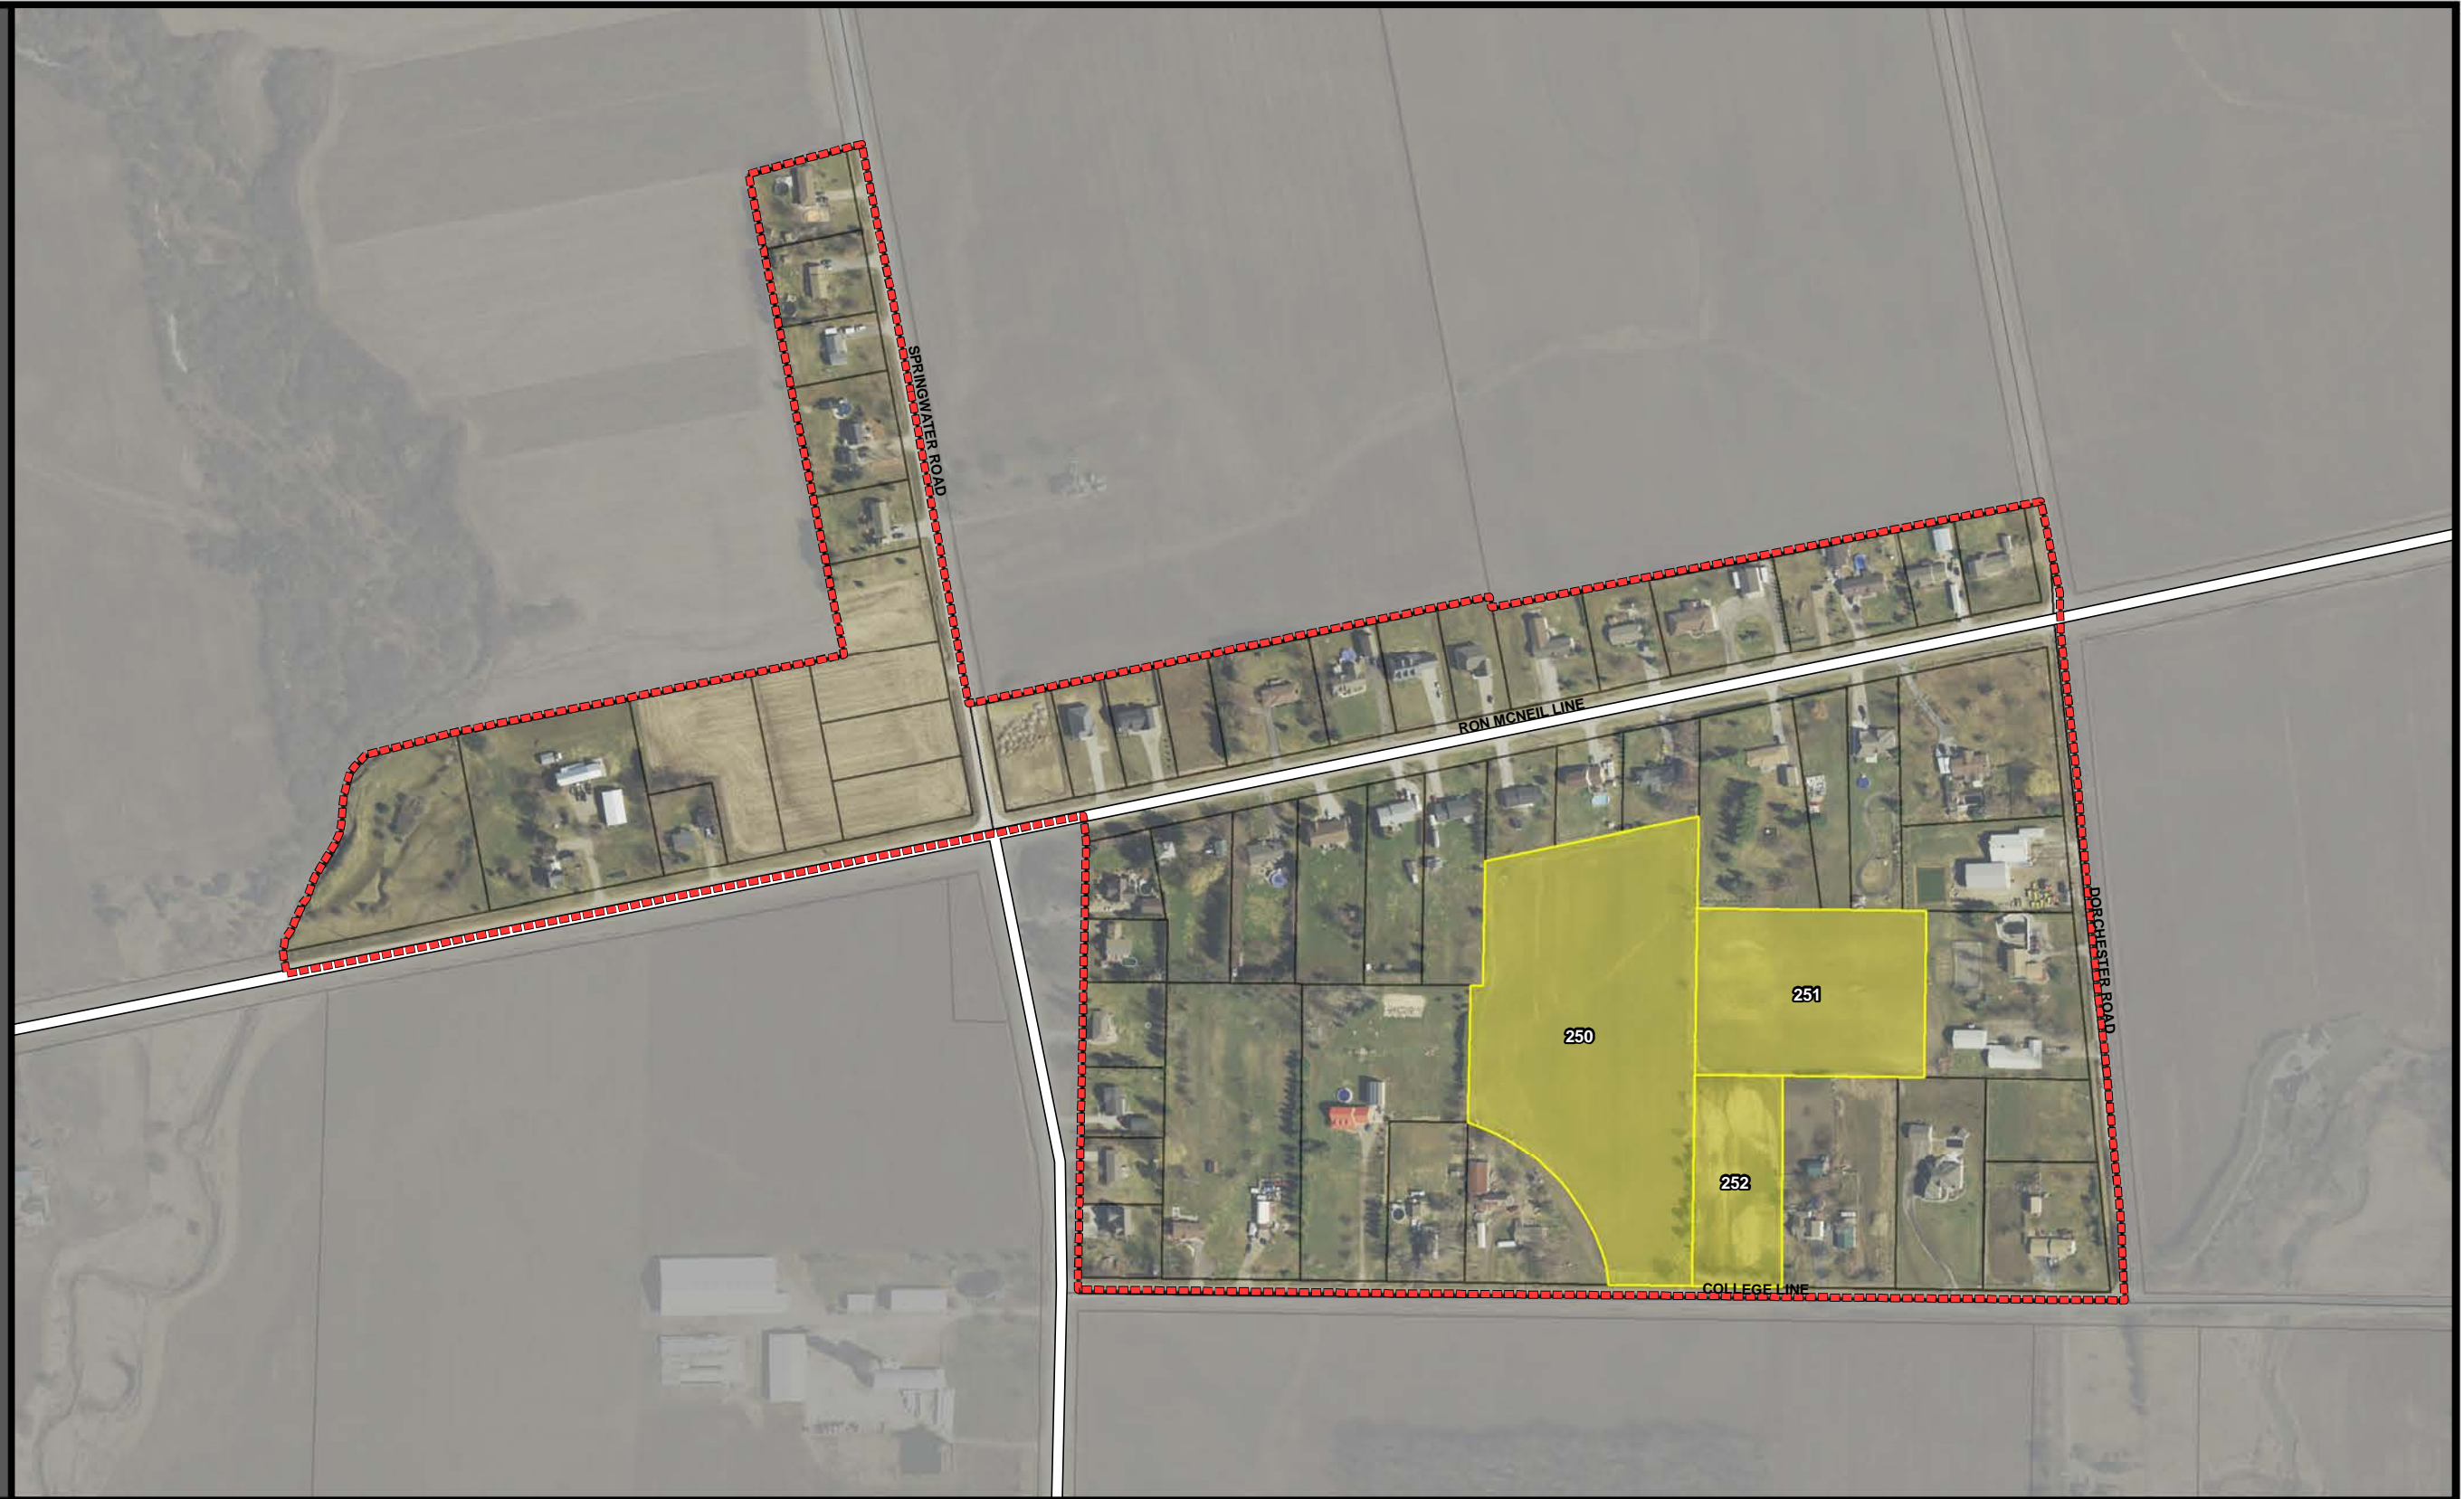 SPRINGWATER ROAD
RON MCNEIL LINE
DORCHESTER ROAD
250
251
252
COLLEGE LINE